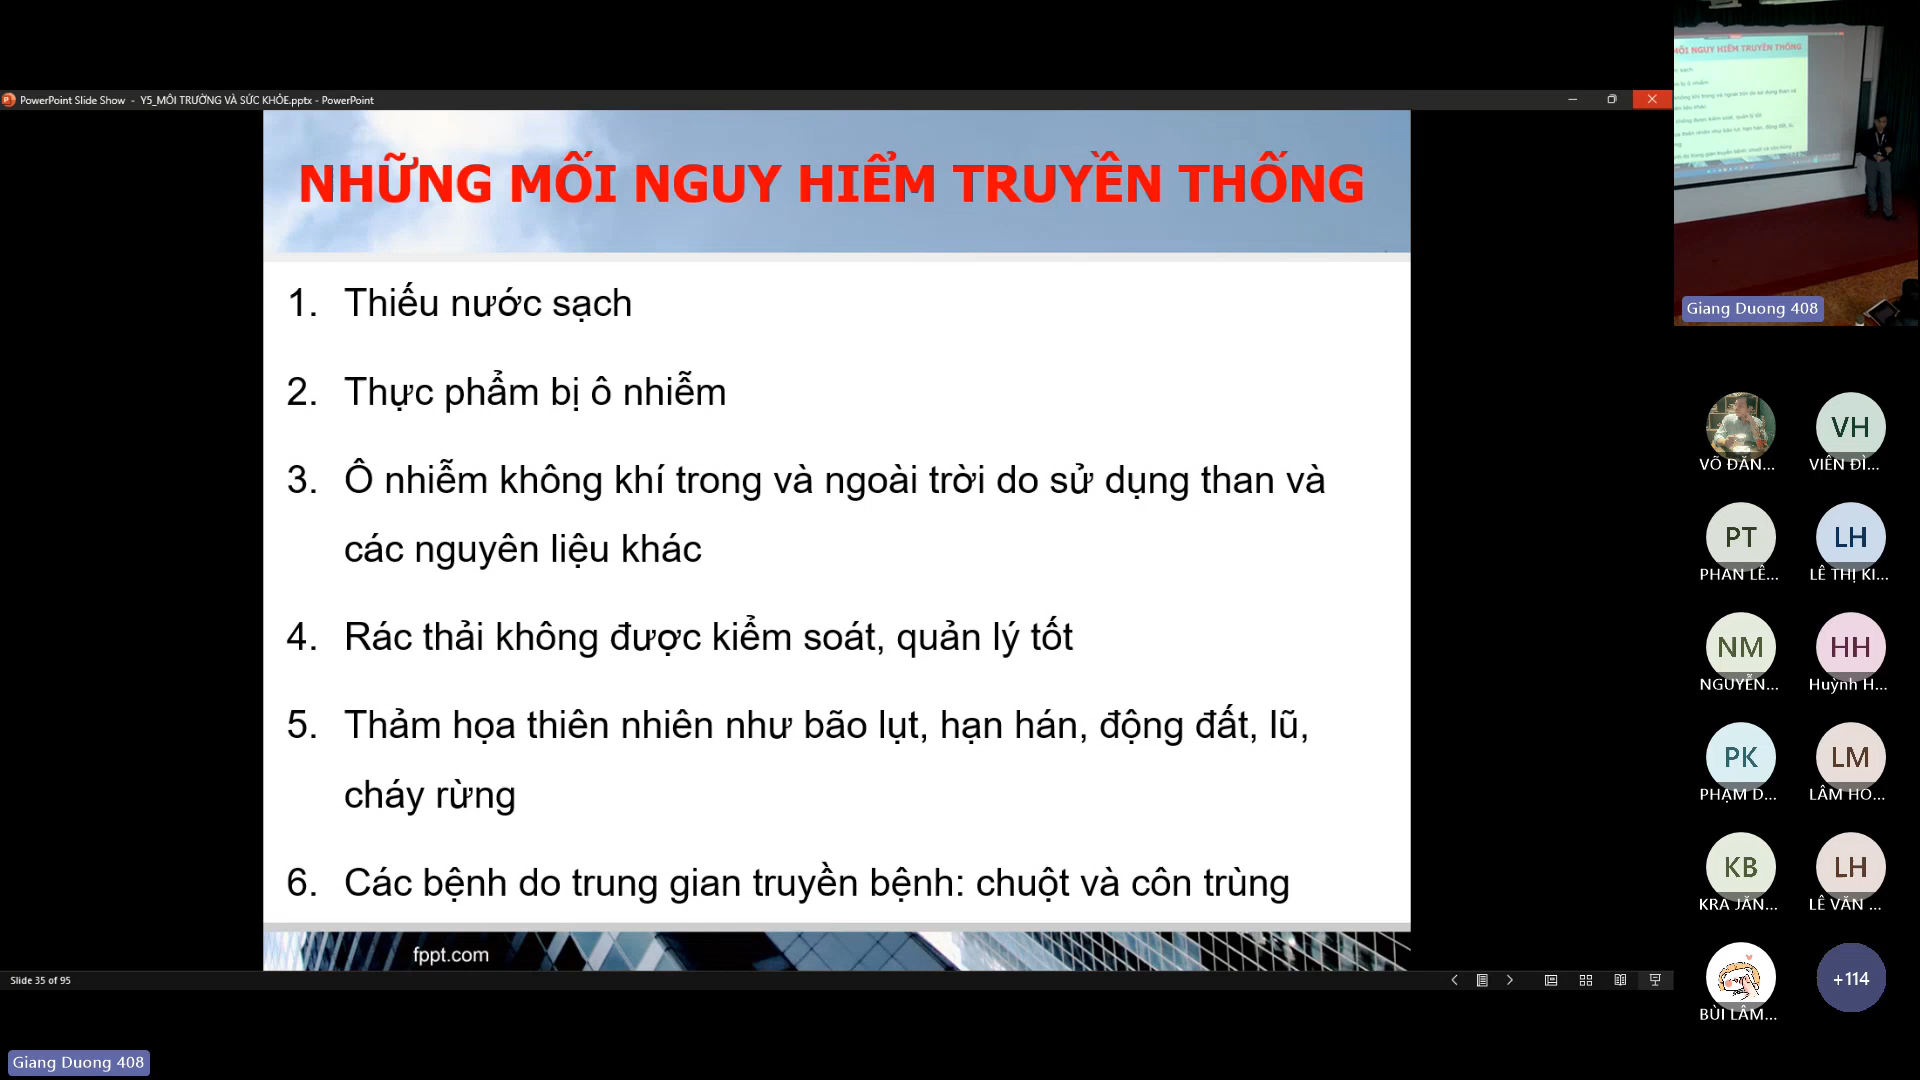 PowerPoint Slide Show - Y5_MÔI TRƯỜNG VÀ SỨC KHỎE.pptx - PowerPoint
NHỮNG MỐI NGUY HIỂM TRUYỀN THỐNG
1. Thiếu nước sạch
2. Thực phẩm bị ô nhiễm
3. Ô nhiễm không khí trong và ngoài trời do sử dụng than và
các nguyên liệu khác
4. Rác thải không được kiểm soát, quản lý tốt
5. Thảm họa thiên nhiên như bão lụt, hạn hán, động đất, lũ,
cháy rừng
6. Các bệnh do trung gian truyền bệnh: chuột và côn trùng
fppt.com
Slide 35 of 95
Giang Duong 408
MỐI NGUY HIỂM TRUYỀN THỐNG
Giang Duong 408
VÕ ĐĂN...
VH
VIÊN ĐÌ...
PT
PHAN LÊ...
LH
LÊ THỊ KI...
NM
NGUYỄN...
HH
Huỳnh H...
PK
PHẠM D...
LM
LÂM HO...
KB
KRA JĂN...
LH
LÊ VĂN ...
BÙI LÂM...
+114